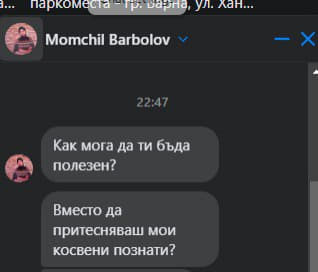 паркоместа - гр. Варна, ул. Хан...
Momchil Barbolov
22:47
Как мога да ти бъда
полезен?
Вместо да
притесняваш мои
косвени познати?